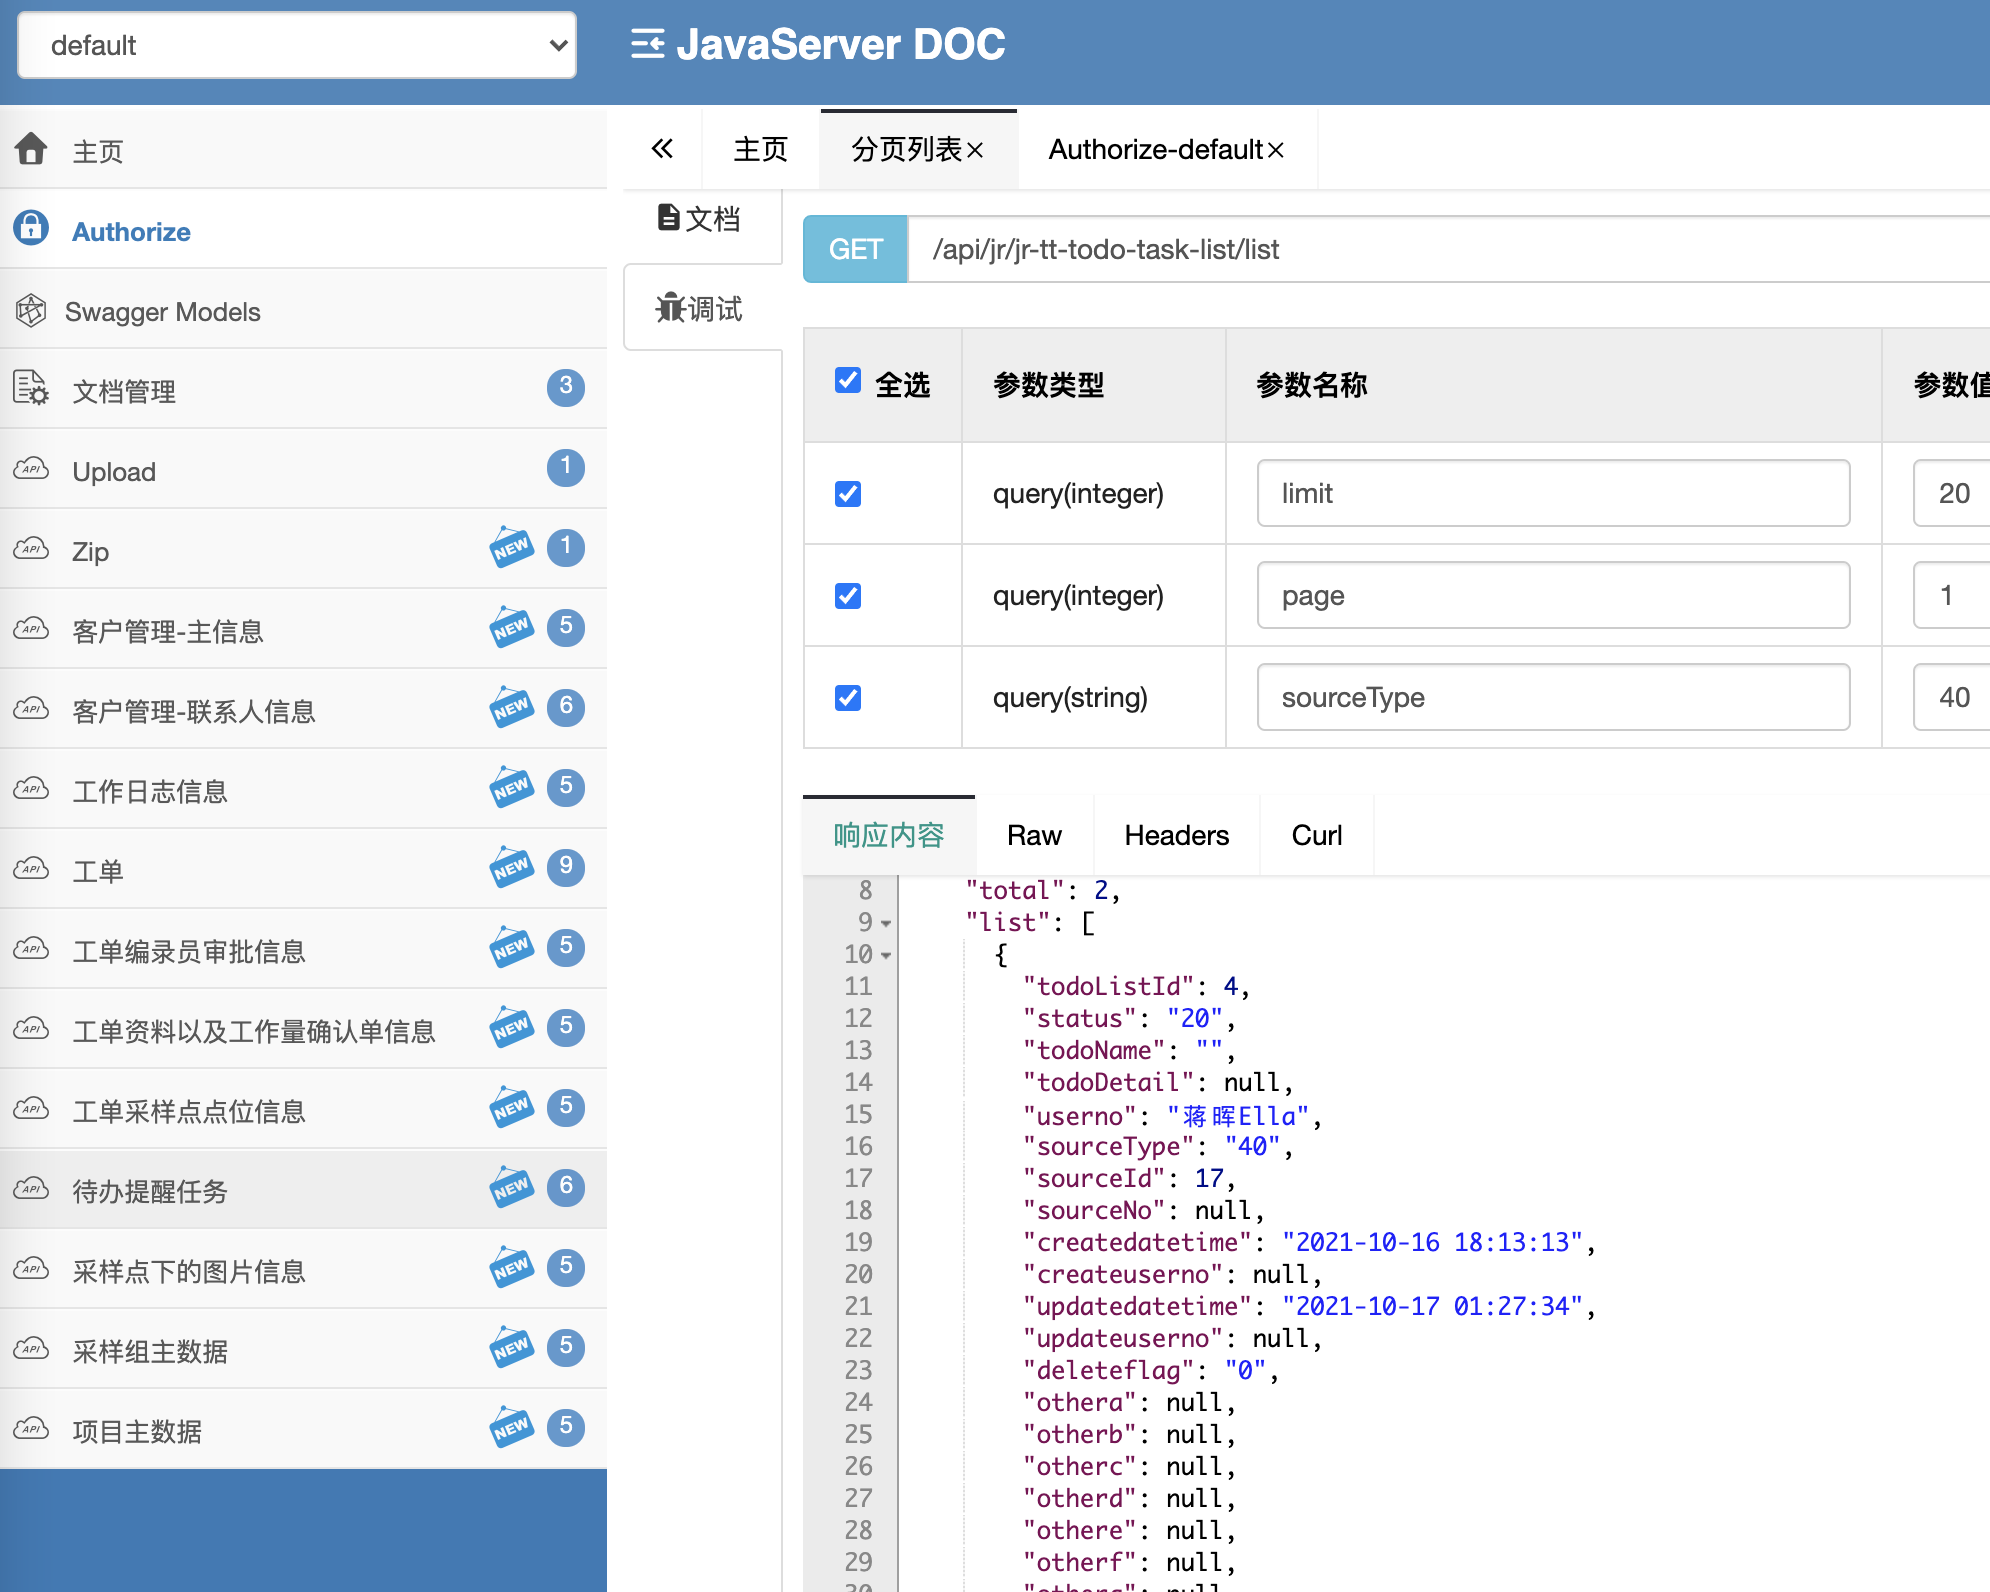 default
JavaServer DOC
主页
Authorize
Swagger Models
文档管理 3
Upload 1
Zip NEW 1
客户管理-主信息 NEW 5
客户管理-联系人信息 NEW 6
工作日志信息 NEW 5
工单 NEW 9
工单编录员审批信息 NEW 5
工单资料以及工作量确认单信息 NEW 5
工单采样点点位信息 NEW 5
待办提醒任务 NEW 6
采样点下的图片信息 NEW 5
采样组主数据 NEW 5
项目主数据 NEW 5
主页 分页列表× Authorize-default×
文档
调试
GET /api/jr/jr-tt-todo-task-list/list
全选 参数类型 参数名称 参数值
query(integer) limit 20
query(integer) page 1
query(string) sourceType 40
响应内容 Raw Headers Curl
8 "total": 2,
9 "list": [
10 {
11 "todoListId": 4,
12 "status": "20",
13 "todoName": "",
14 "todoDetail": null,
15 "userno": "蒋晖Ella",
16 "sourceType": "40",
17 "sourceId": 17,
18 "sourceNo": null,
19 "createdatetime": "2021-10-16 18:13:13",
20 "createuserno": null,
21 "updatedatetime": "2021-10-17 01:27:34",
22 "updateuserno": null,
23 "deleteflag": "0",
24 "othera": null,
25 "otherb": null,
26 "otherc": null,
27 "otherd": null,
28 "othere": null,
29 "otherf": null,